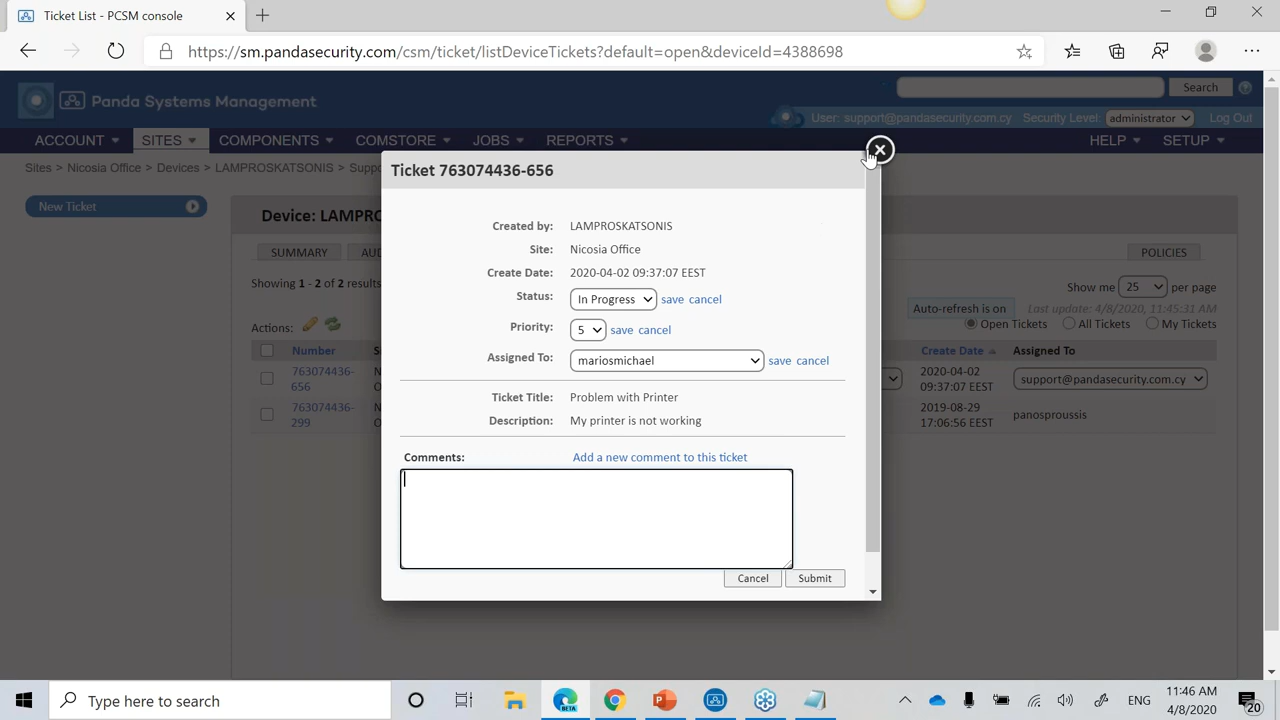 Ticket List - PCSM console
https://sm.pandasecurity.com/csm/ticket/listDeviceTickets?default=open&deviceId=4388698
Panda Systems Management
Search
User: support@pandasecurity.com.cy Security Level: administrator Log Out
ACCOUNT SITES COMPONENTS COMSTORE JOBS REPORTS HELP SETUP
Sites > Nicosia Office > Devices > LAMPROSKATSONIS >
New Ticket
Ticket 763074436-656
Device:
SUMMARY
POLICIES
Showing 1 - 2 of 2 results
Show me 25 per page
Auto-refresh is on Last update: 4/8/2020, 11:45:31 AM
Actions:
Open Tickets All Tickets My Tickets
Number
Create Date Assigned To
763074436-
656
2020-04-02
09:37:07 EEST
support@pandasecurity.com.cy
763074436-
299
2019-08-29
17:06:56 EEST
panosproussis
Created by: LAMPROSKATSONIS
Site: Nicosia Office
Create Date: 2020-04-02 09:37:07 EEST
Status: In Progress save cancel
Priority: 5 save cancel
Assigned To: mariosmichael save cancel
Ticket Title: Problem with Printer
Description: My printer is not working
Comments: Add a new comment to this ticket
Cancel Submit
Type here to search
ENG
11:46 AM
4/8/2020
20
BETA